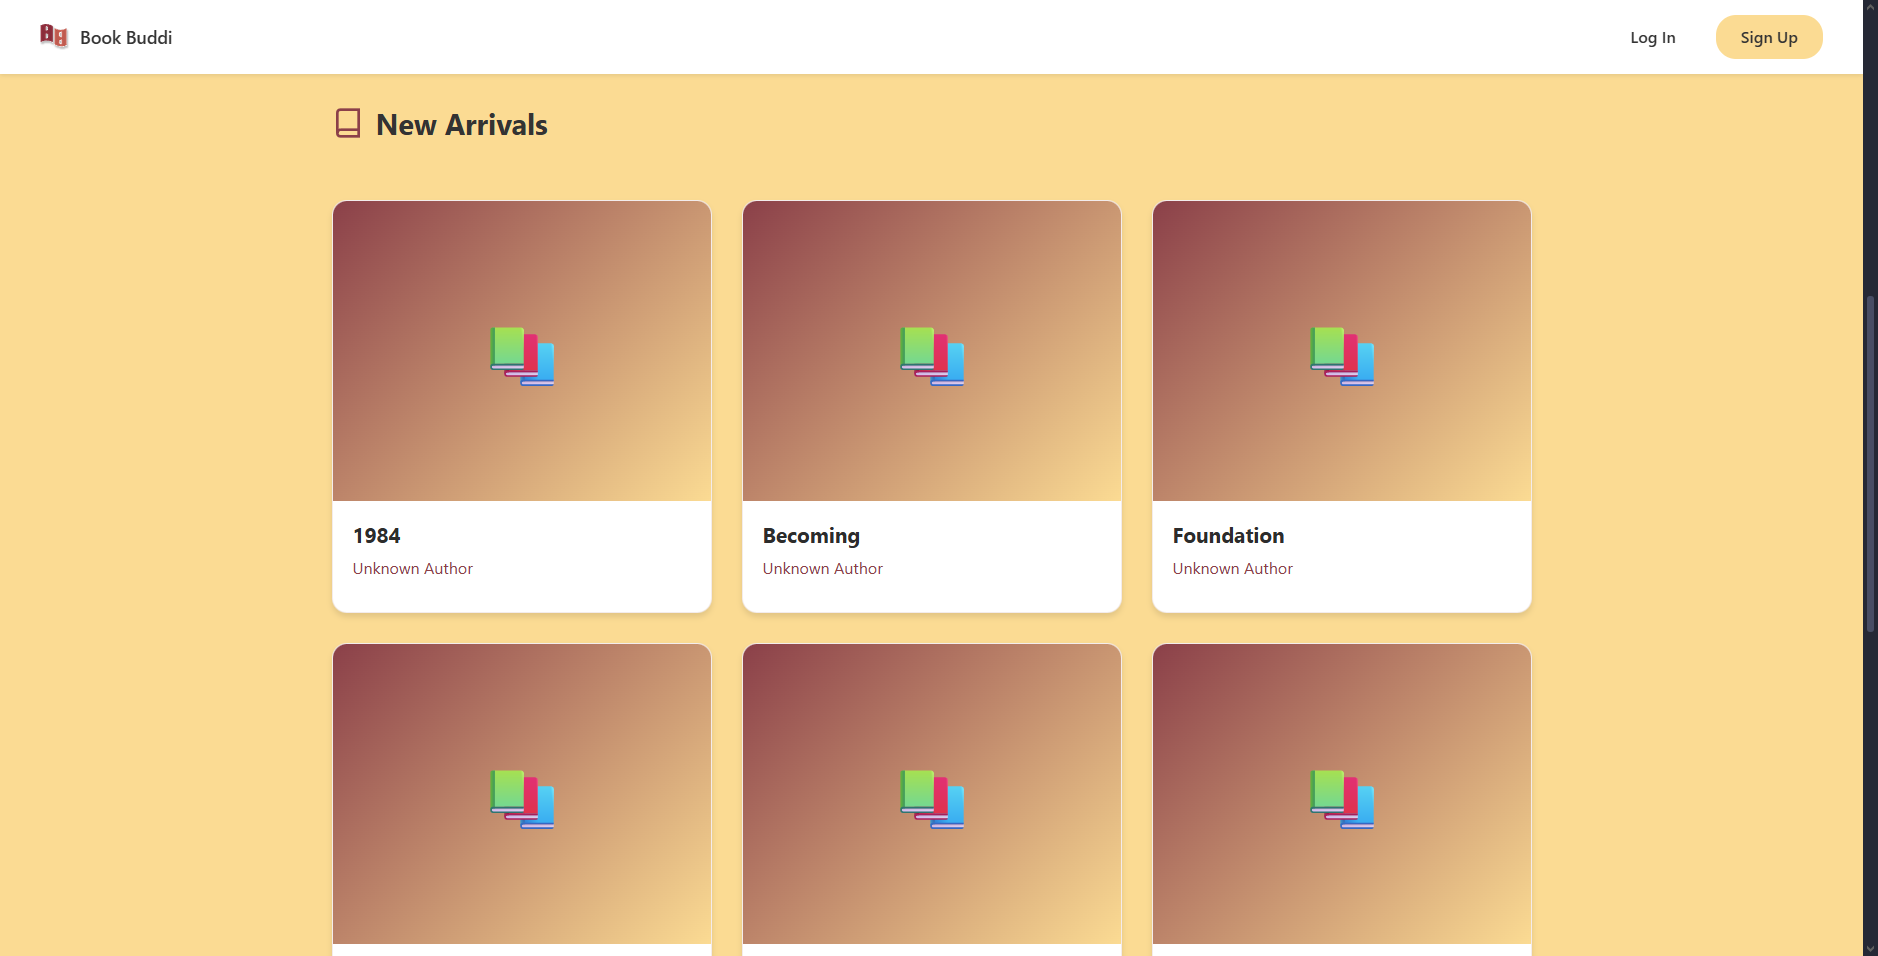 Book Buddi
Log In
Sign Up
New Arrivals
1984
Unknown Author
Becoming
Unknown Author
Foundation
Unknown Author